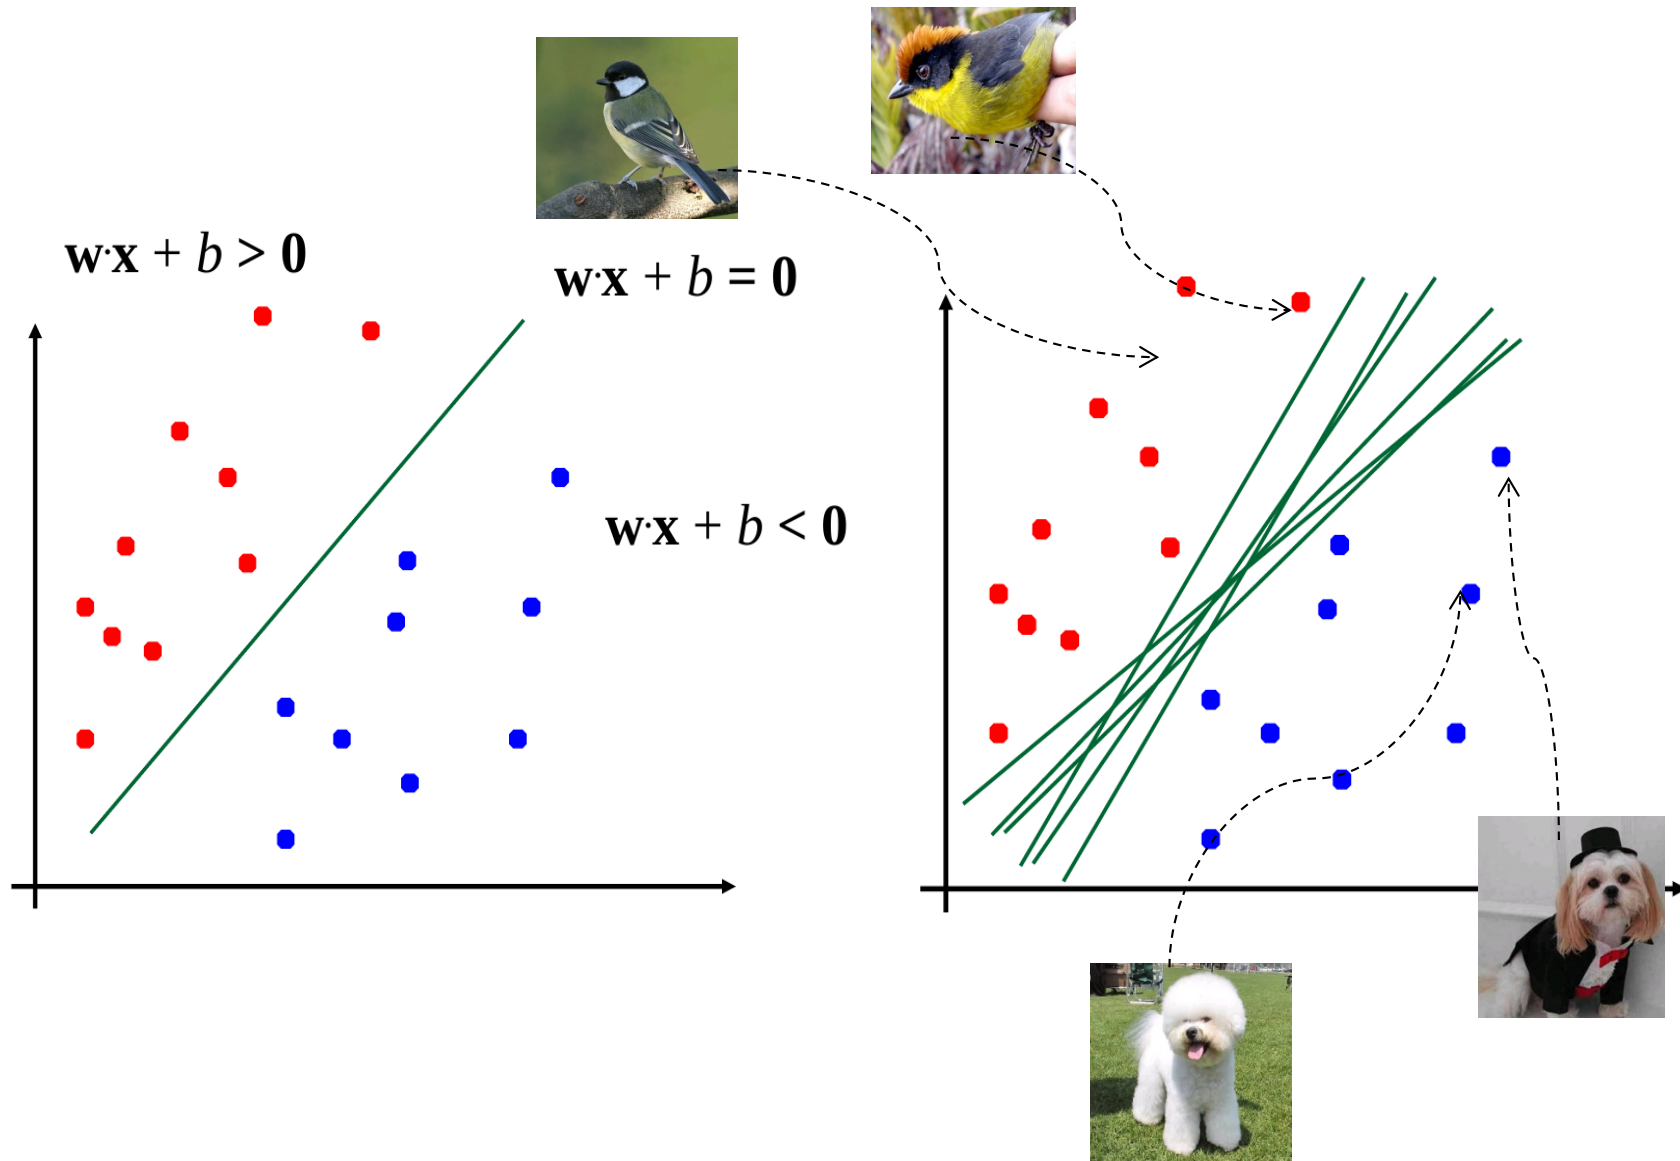 w·x + b > 0
w·x + b = 0
w·x + b < 0